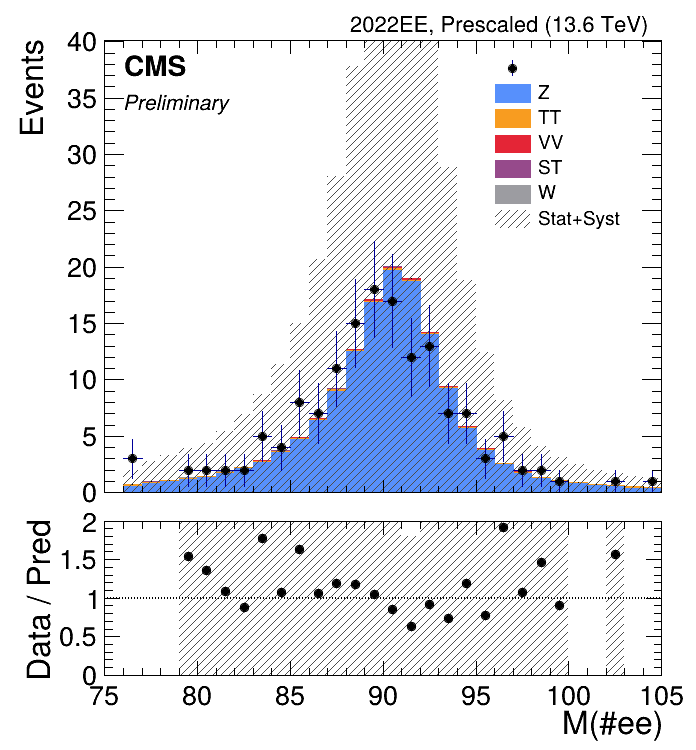 2022EE, Prescaled (13.6 TeV)
Events
40
35
30
25
20
15
10
5
0
CMS
Preliminary
Z
TT
VV
ST
W
Stat+Syst
Data / Pred
2
1.5
1
0.5
0
75 80 85 90 95 100 105
M(#ee)